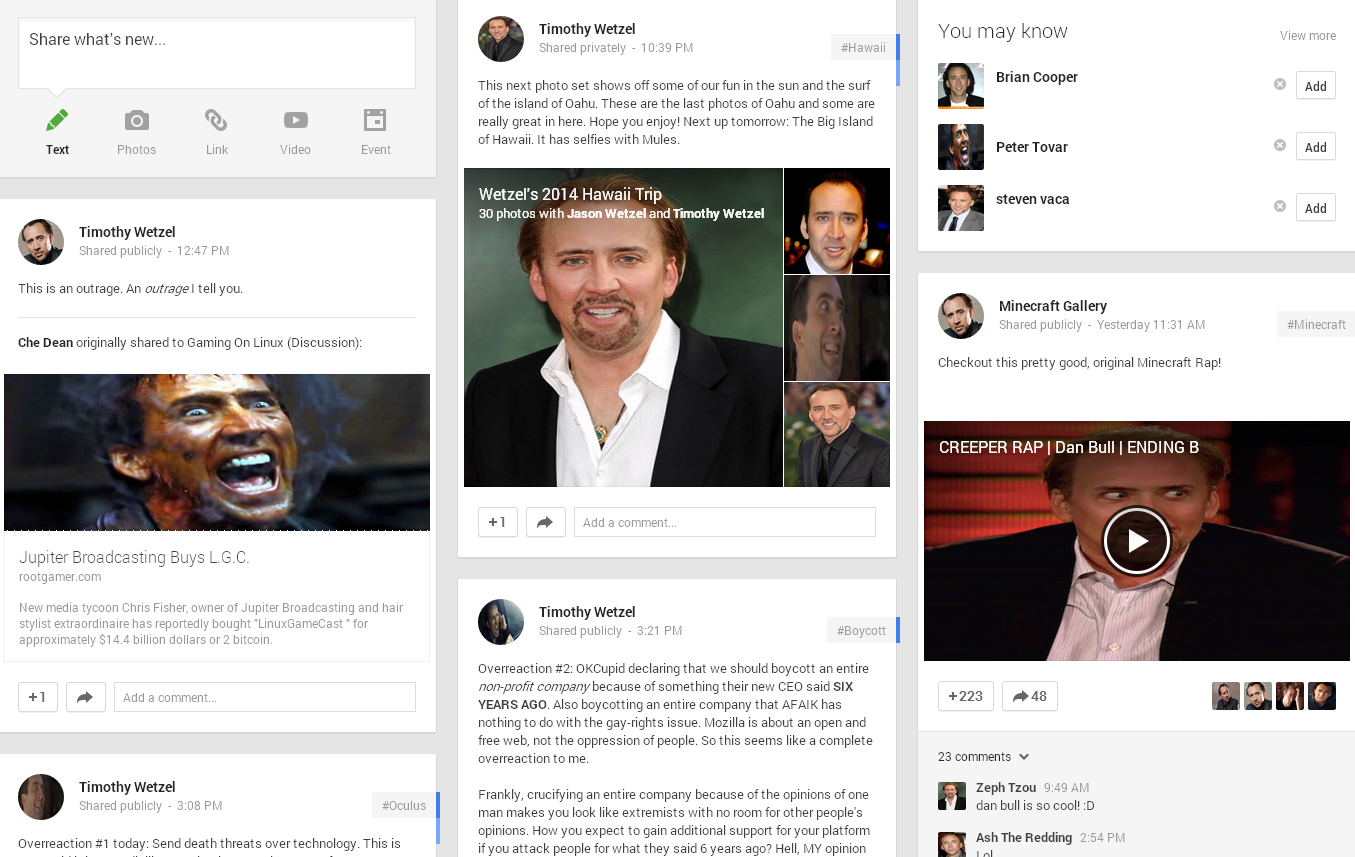 Share what's new...
Text
Photos
Link
Video
Event
Timothy Wetzel
Shared publicly - 12:47 PM
This is an outrage. An outrage I tell you.
Che Dean originally shared to Gaming On Linux (Discussion):
Jupiter Broadcasting Buys L.G.C.
rootgamer.com
New media tycoon Chris Fisher, owner of Jupiter Broadcasting and hair
stylist extraordinaire has reportedly bought "LinuxGameCast " for
approximately $14.4 billion dollars or 2 bitcoin.
+1
Add a comment...
Timothy Wetzel
Shared publicly - 3:08 PM
#Oculus
Overreaction #1 today: Send death threats over technology. This is
Timothy Wetzel
Shared privately - 10:39 PM
#Hawaii
This next photo set shows off some of our fun in the sun and the surf
of the island of Oahu. These are the last photos of Oahu and some are
really great in here. Hope you enjoy! Next up tomorrow: The Big Island
of Hawaii. It has selfies with Mules.
Wetzel's 2014 Hawaii Trip
30 photos with Jason Wetzel and Timothy Wetzel
+1
Add a comment...
Timothy Wetzel
Shared publicly - 3:21 PM
#Boycott
Overreaction #2: OKCupid declaring that we should boycott an entire
non-profit company because of something their new CEO said SIX
YEARS AGO. Also boycotting an entire company that AFAIK has
nothing to do with the gay-rights issue. Mozilla is about an open and
free web, not the oppression of people. So this seems like a complete
overreaction to me.
Frankly, crucifying an entire company because of the opinions of one
man makes you look like extremists with no room for other people's
opinions. How you expect to gain additional support for your platform
if you attack people for what they said 6 years ago? Hell, MY opinion
You may know
View more
Brian Cooper
Add
Peter Tovar
Add
steven vaca
Add
Minecraft Gallery
Shared publicly - Yesterday 11:31 AM
#Minecraft
Checkout this pretty good, original Minecraft Rap!
CREEPER RAP | Dan Bull | ENDING B
+223
48
23 comments
Zeph Tzou 9:49 AM
dan bull is so cool! :D
Ash The Redding 2:54 PM
Lol